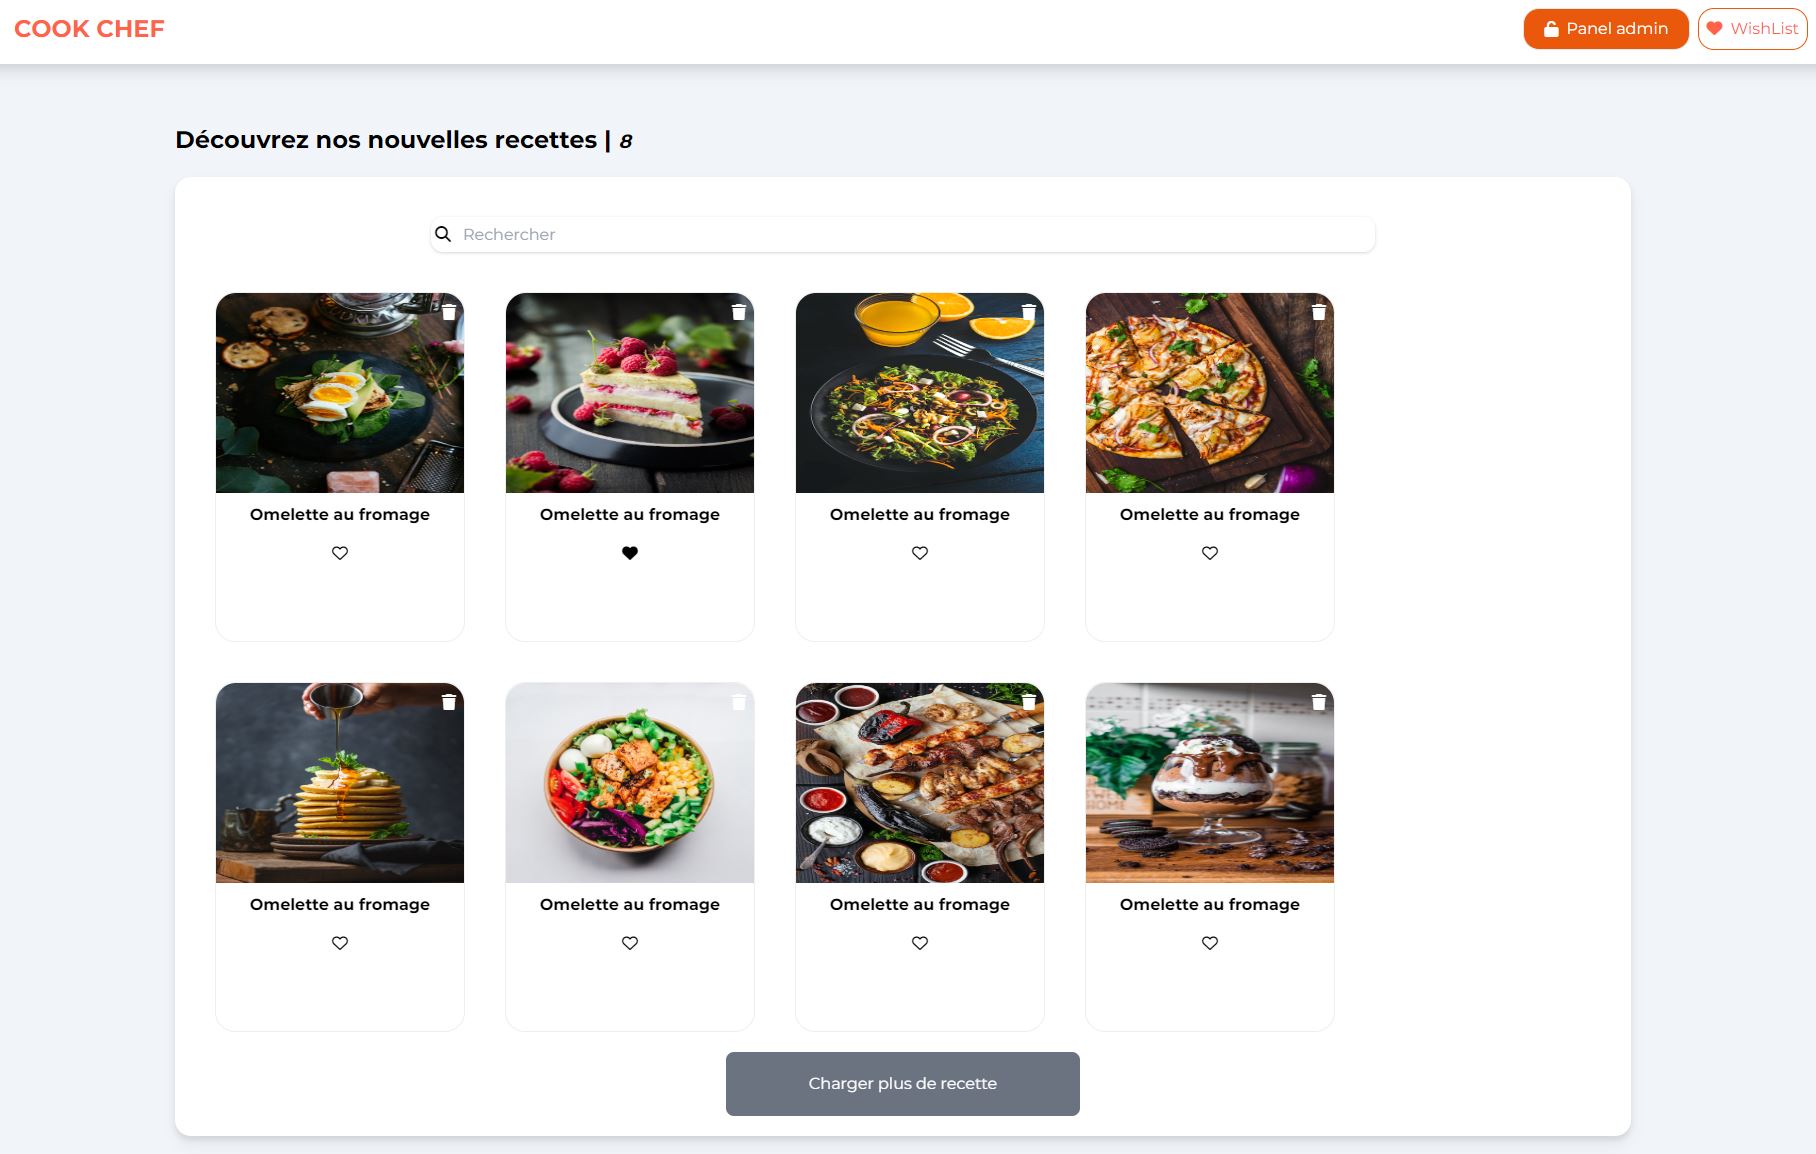 COOK CHEF
Panel admin
WishList
Découvrez nos nouvelles recettes | 8
Rechercher
Omelette au fromage
Omelette au fromage
Omelette au fromage
Omelette au fromage
Omelette au fromage
Omelette au fromage
Omelette au fromage
Omelette au fromage
Charger plus de recette